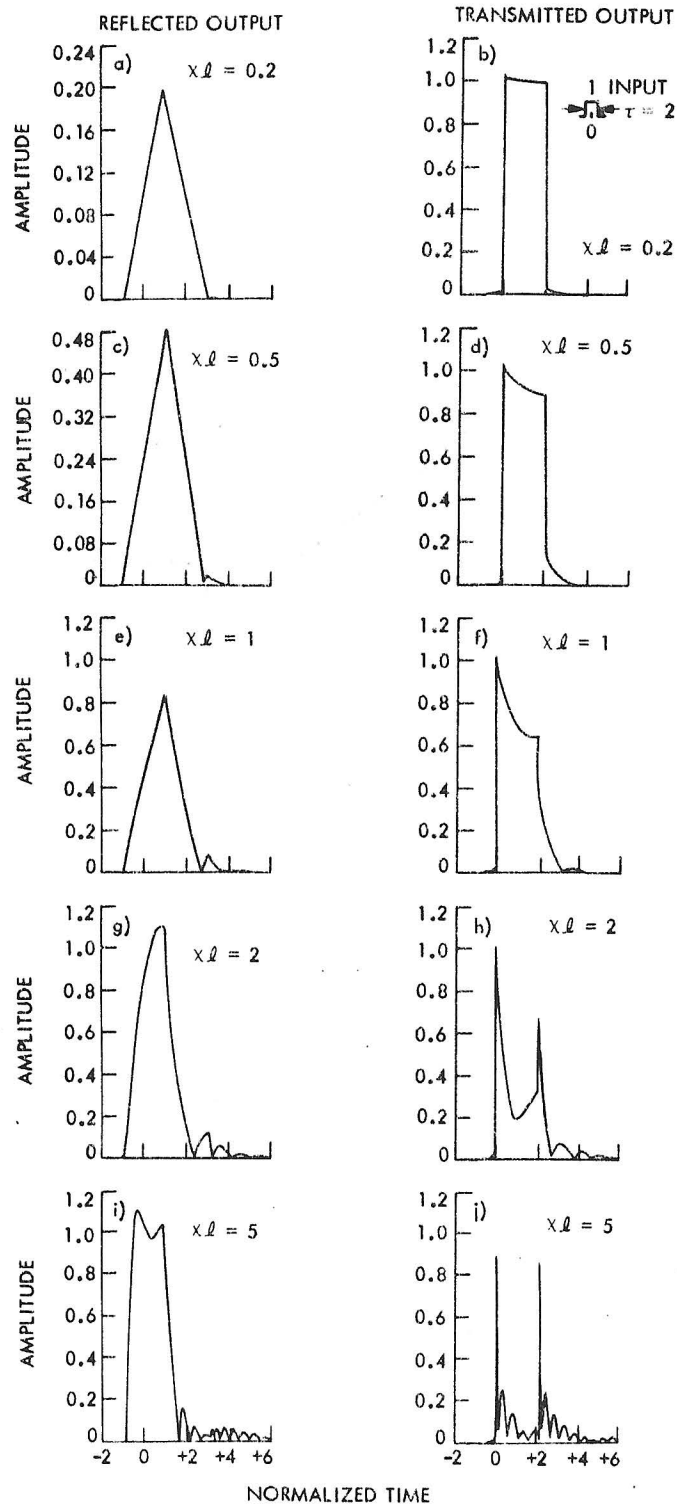 REFLECTED OUTPUT
TRANSMITTED OUTPUT
a)
χℓ = 0.2
AMPLITUDE
0.24
0.20
0.16
0.12
0.08
0.04
0
b)
1 INPUT
τ = 2
0
χℓ = 0.2
1.2
1.0
0.8
0.6
0.4
0.2
0
c)
χℓ = 0.5
AMPLITUDE
0.48
0.40
0.32
0.24
0.16
0.08
0
d)
χℓ = 0.5
1.2
1.0
0.8
0.6
0.4
0.2
0
e)
χℓ = 1
AMPLITUDE
1.2
1.0
0.8
0.6
0.4
0.2
0
f)
χℓ = 1
1.2
1.0
0.8
0.6
0.4
0.2
0
g)
χℓ = 2
AMPLITUDE
1.2
1.0
0.8
0.6
0.4
0.2
0
h)
χℓ = 2
1.2
1.0
0.8
0.6
0.4
0.2
0
i)
χℓ = 5
AMPLITUDE
1.2
1.0
0.8
0.6
0.4
0.2
-2 0 +2 +4 +6
j)
χℓ = 5
1.2
1.0
0.8
0.6
0.4
0.2
0
-2 0 +2 +4 +6
NORMALIZED TIME